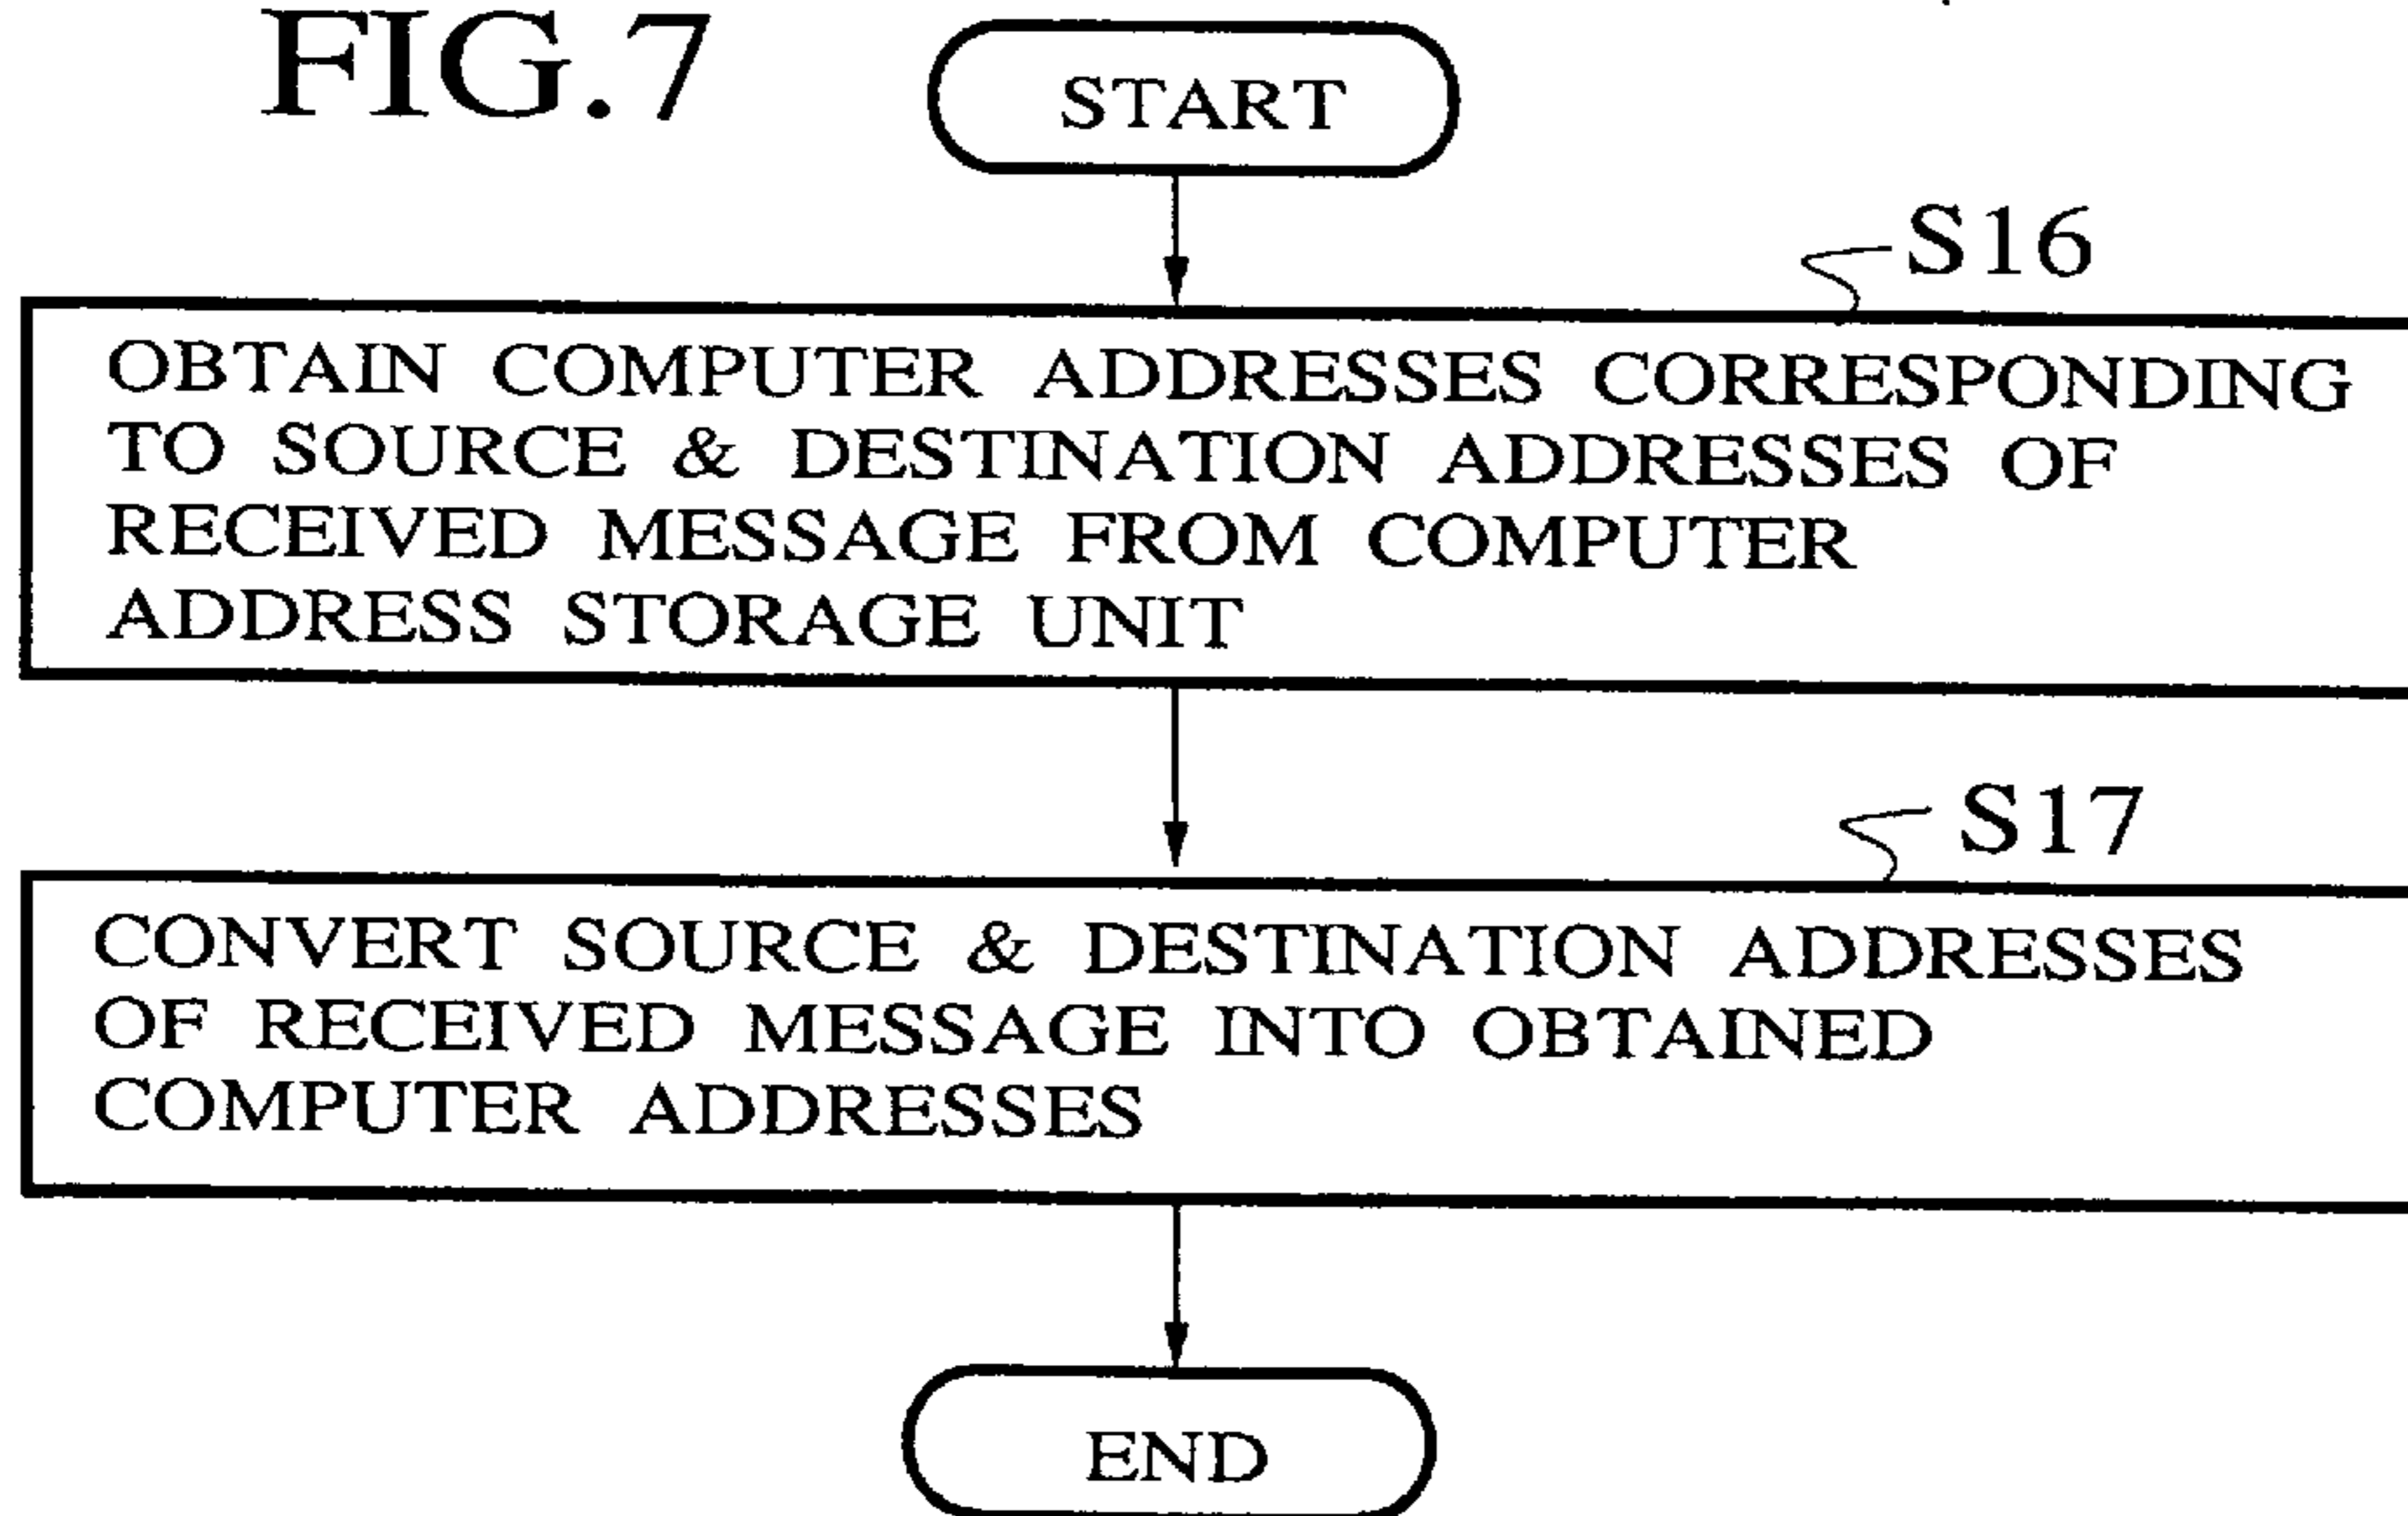 FIG.7
START
S16
OBTAIN COMPUTER ADDRESSES CORRESPONDING
TO SOURCE & DESTINATION ADDRESSES OF
RECEIVED MESSAGE FROM COMPUTER
ADDRESS STORAGE UNIT
S17
CONVERT SOURCE & DESTINATION ADDRESSES
OF RECEIVED MESSAGE INTO OBTAINED
COMPUTER ADDRESSES
END